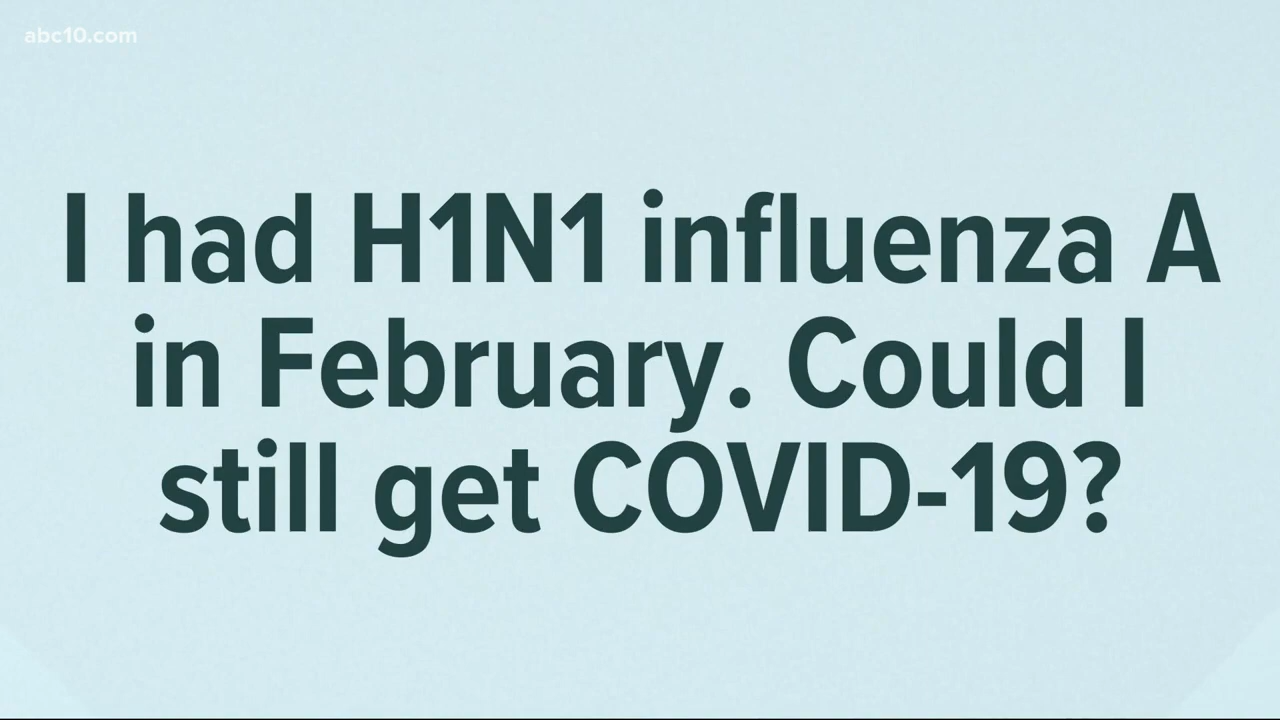 abc10.com
I had H1N1 influenza A
in February. Could I
still get COVID-19?